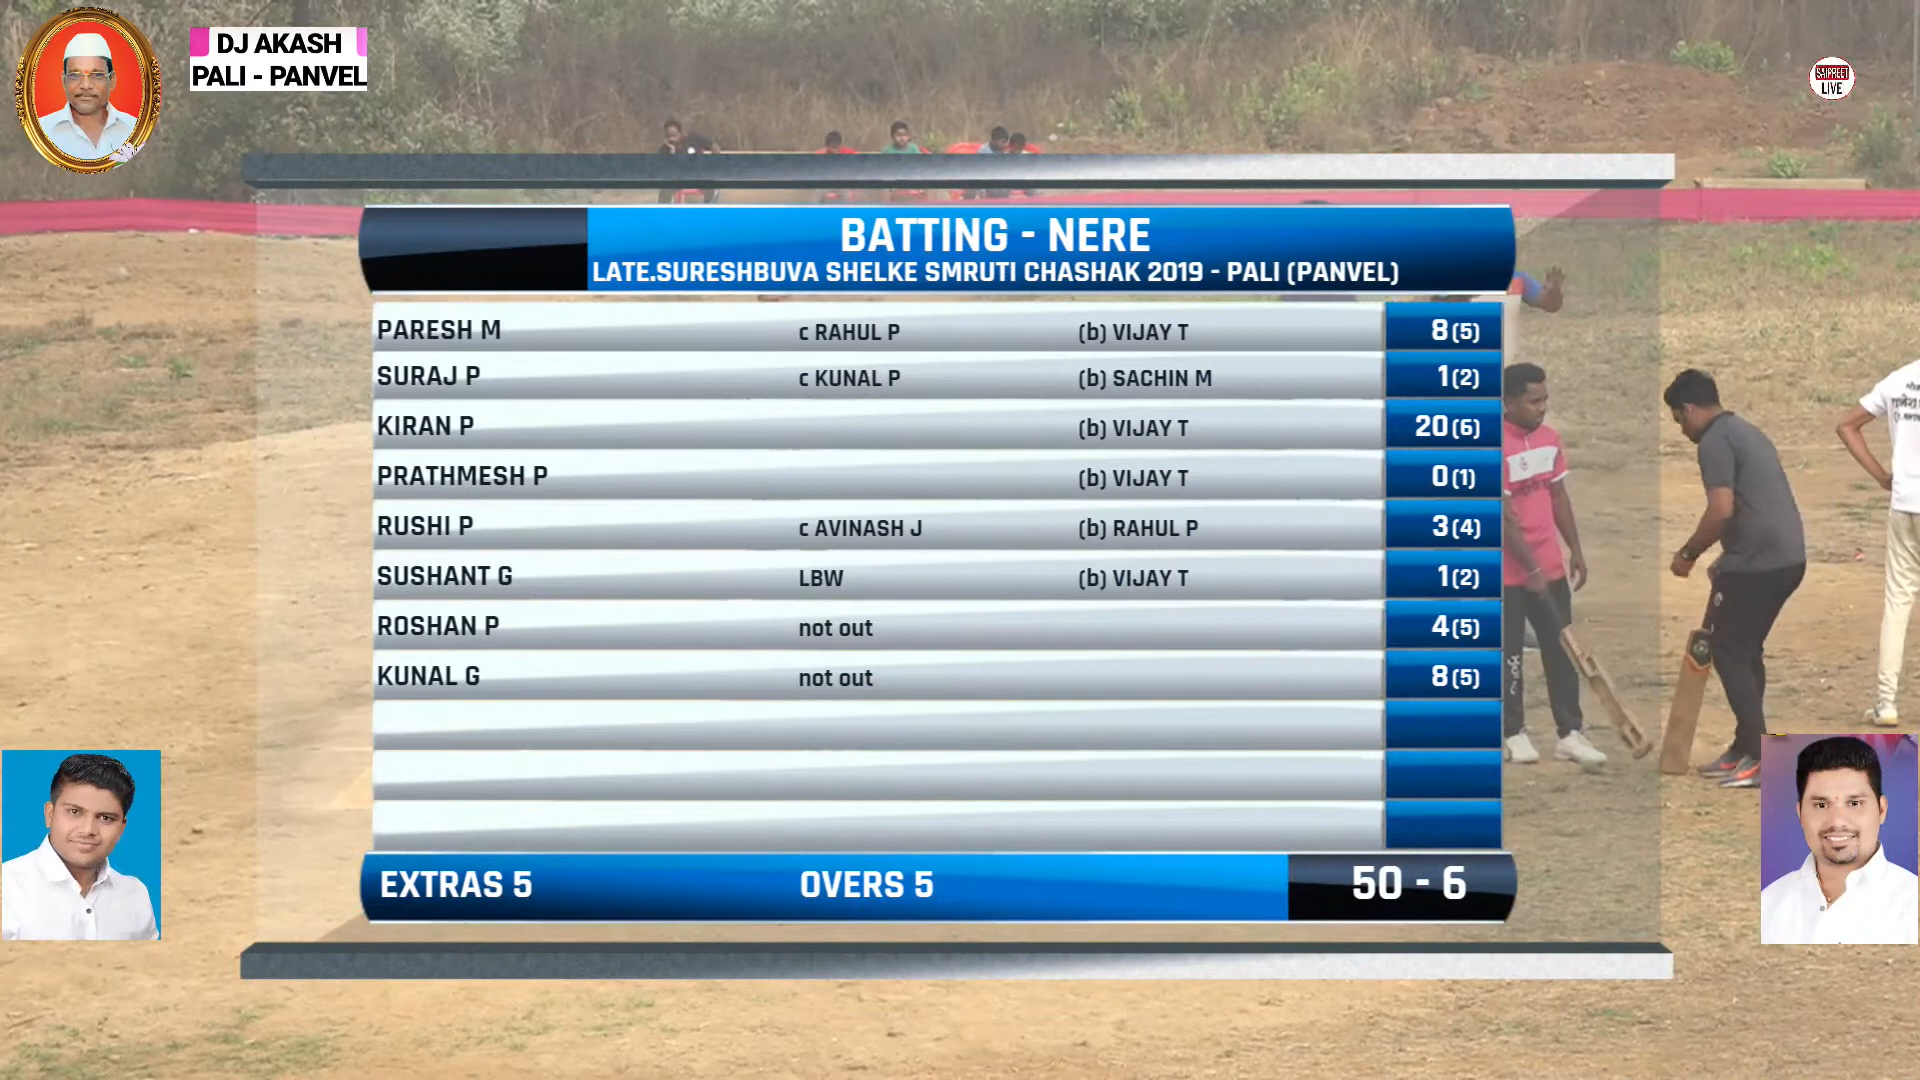 DJ AKASH
PALI - PANVEL
SAIPREET
LIVE
BATTING - NERE
LATE.SURESHBUVA SHELKE SMRUTI CHASHAK 2019 - PALI (PANVEL)
PARESH M c RAHUL P (b) VIJAY T 8 (5)
SURAJ P c KUNAL P (b) SACHIN M 1 (2)
KIRAN P (b) VIJAY T 20 (6)
PRATHMESH P (b) VIJAY T 0 (1)
RUSHI P c AVINASH J (b) RAHUL P 3 (4)
SUSHANT G LBW (b) VIJAY T 1 (2)
ROSHAN P not out 4 (5)
KUNAL G not out 8 (5)
EXTRAS 5 OVERS 5 50 - 6